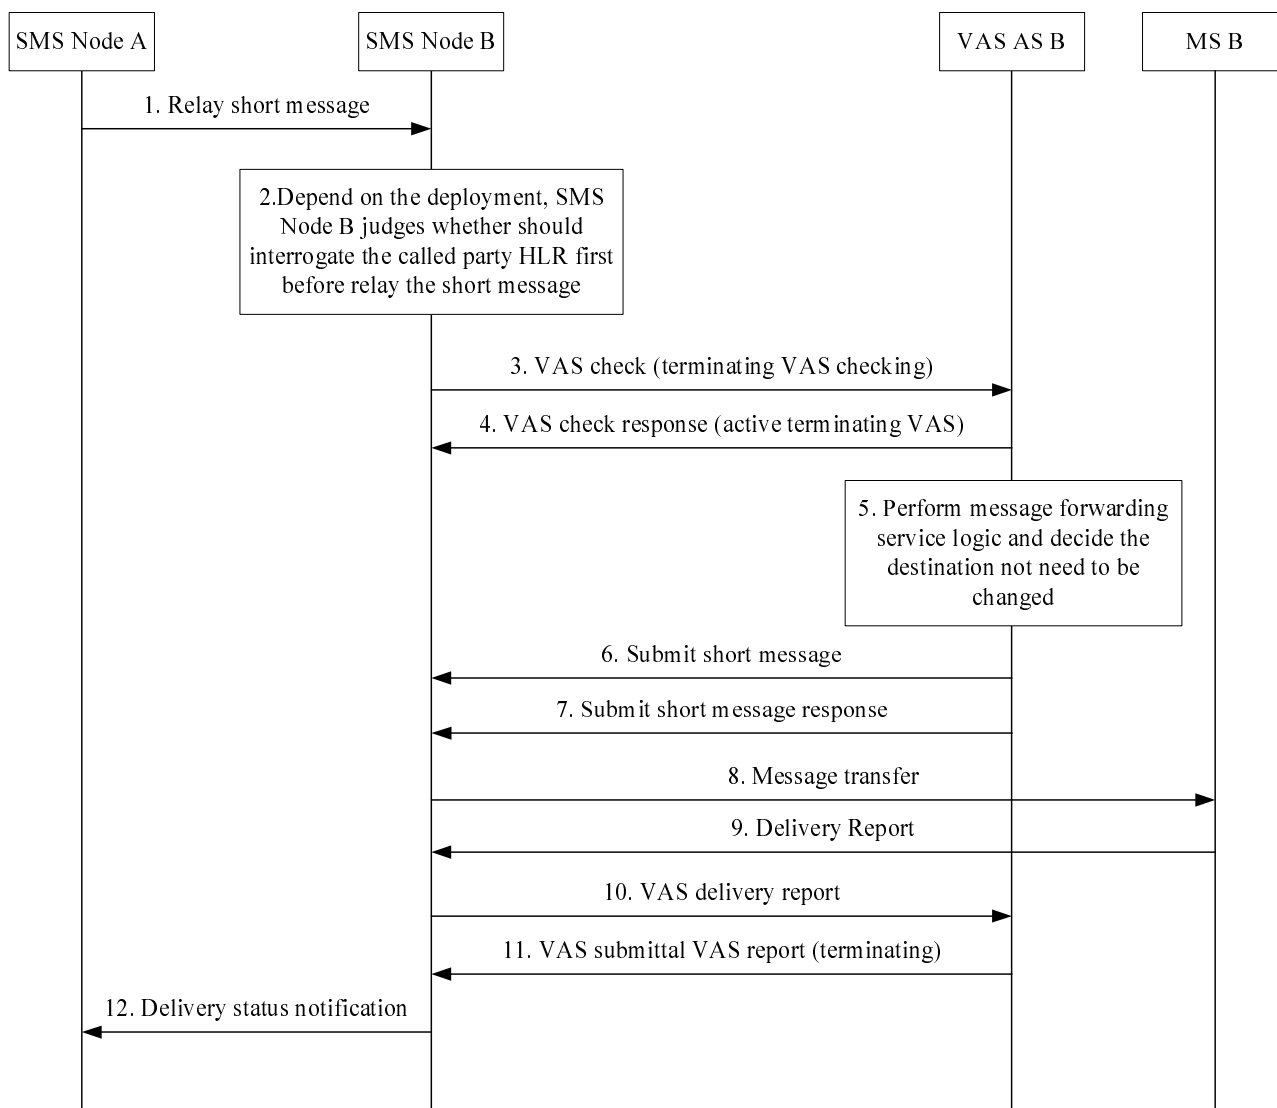 SMS Node A
SMS Node B
VAS AS B
MS B
1. Relay short message
2.Depend on the deployment, SMS
Node B judges whether should
interrogate the called party HLR first
before relay the short message
3. VAS check (terminating VAS checking)
4. VAS check response (active terminating VAS)
5. Perform message forwarding
service logic and decide the
destination not need to be
changed
6. Submit short message
7. Submit short message response
8. Message transfer
9. Delivery Report
10. VAS delivery report
11. VAS submittal VAS report (terminating)
12. Delivery status notification